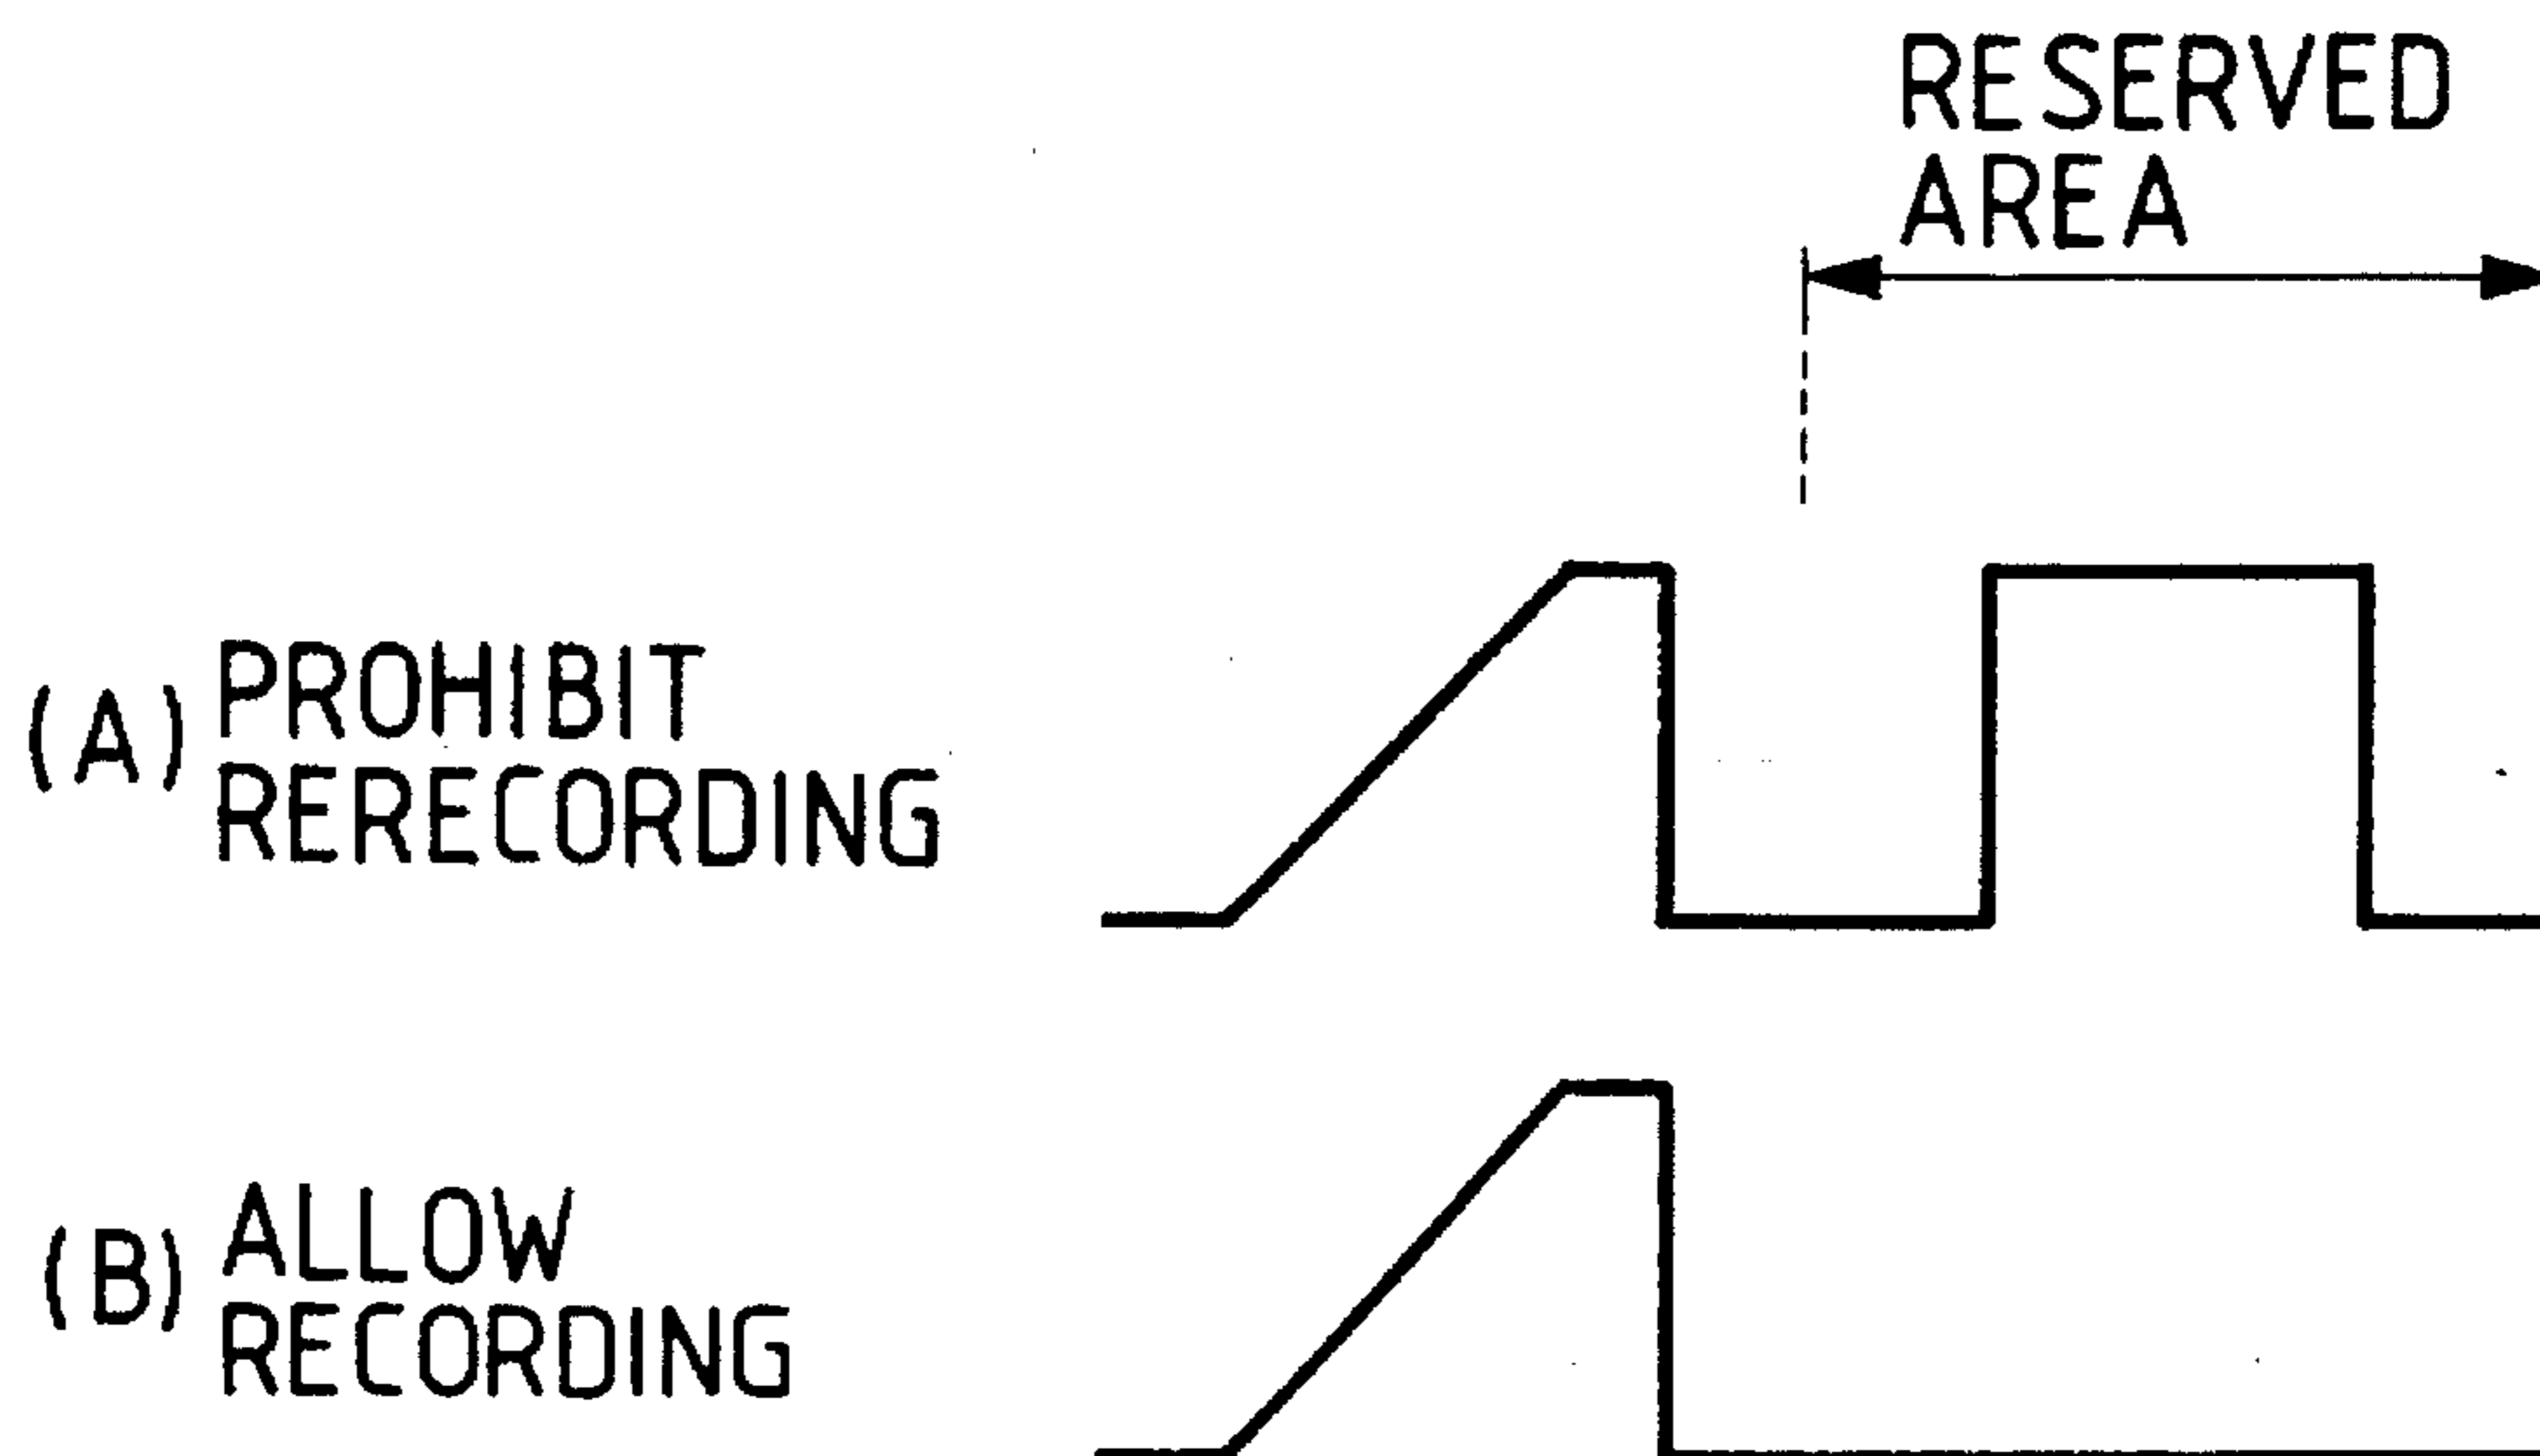 RESERVED
AREA
(A) PROHIBIT
RERECORDING
(B) ALLOW
RECORDING